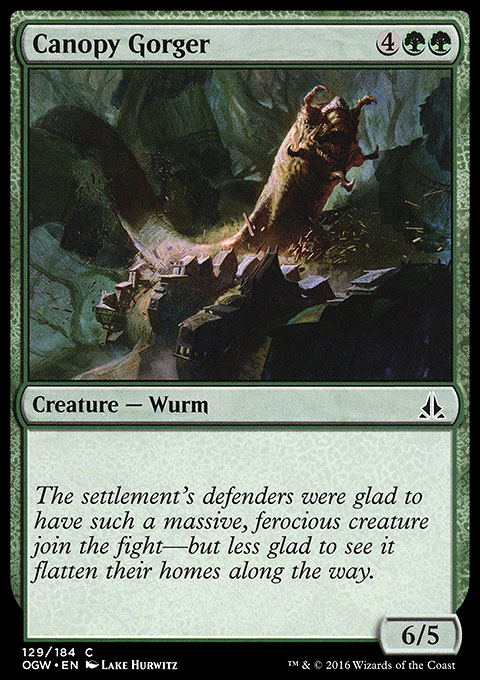 Canopy Gorger 4
Creature — Wurm
The settlement's defenders were glad to
have such a massive, ferocious creature
join the fight—but less glad to see it
flatten their homes along the way.
6/5
129/184 C
OGW • EN Lake Hurwitz
™ & © 2016 Wizards of the Coast